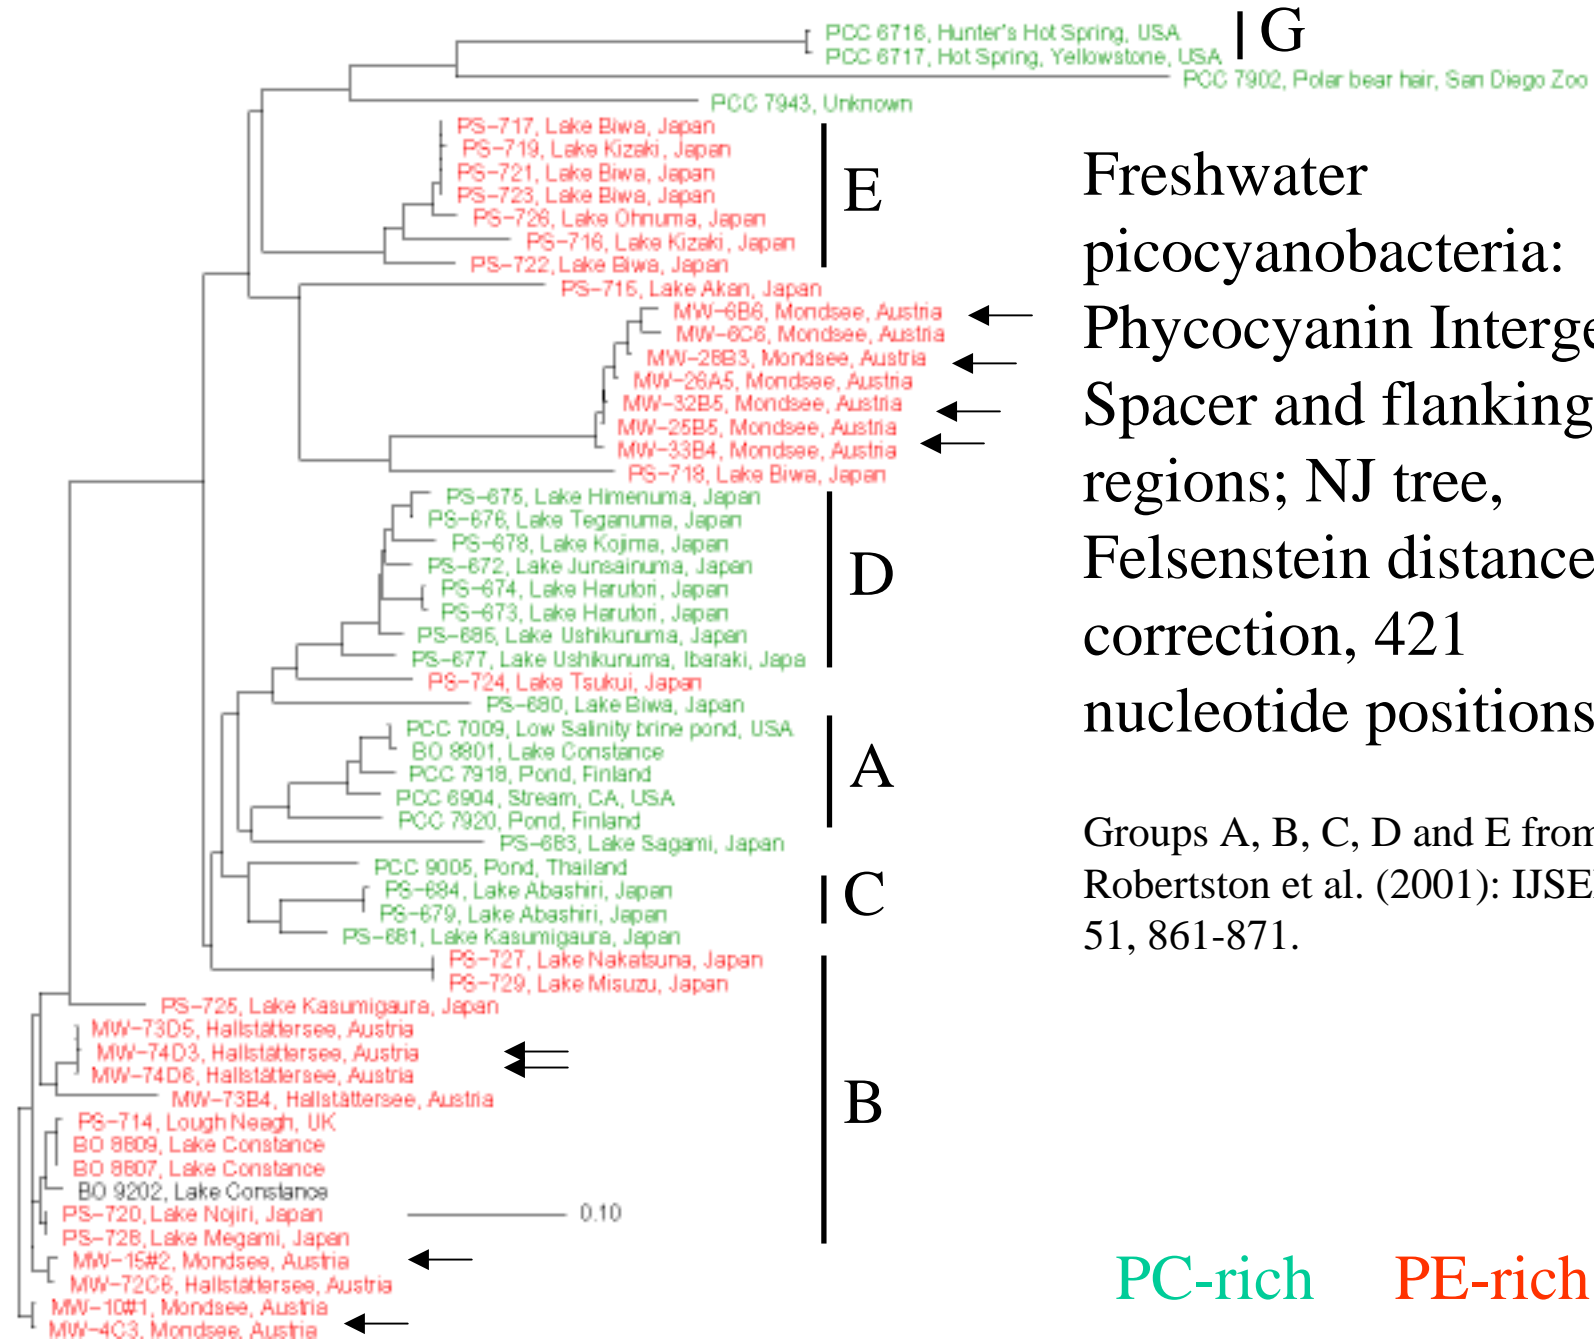 PCC 6716, Hunter's Hot Spring, USA
PCC 6717, Hot Spring, Yellowstone, USA
G
PCC 7902, Polar bear hair, San Diego Zoo
PCC 7943, Unknown
PS-717, Lake Biwa, Japan
PS-719, Lake Kizaki, Japan
PS-721, Lake Biwa, Japan
PS-723, Lake Biwa, Japan
PS-726, Lake Ohnuma, Japan
PS-716, Lake Kizaki, Japan
PS-722, Lake Biwa, Japan
E
PS-715, Lake Akan, Japan
MW-6B6, Mondsee, Austria
MW-6C6, Mondsee, Austria
MW-28B3, Mondsee, Austria
MW-26A5, Mondsee, Austria
MW-32B5, Mondsee, Austria
MW-25B5, Mondsee, Austria
MW-33B4, Mondsee, Austria
PS-718, Lake Biwa, Japan
PS-675, Lake Himenuma, Japan
PS-676, Lake Teganuma, Japan
PS-678, Lake Kojima, Japan
PS-672, Lake Junsainuma, Japan
PS-674, Lake Harutori, Japan
PS-673, Lake Harutori, Japan
PS-685, Lake Ushikunuma, Japan
PS-677, Lake Ushikunuma, Ibaraki, Japa
D
PS-724, Lake Tsukui, Japan
PS-680, Lake Biwa, Japan
PCC 7009, Low Salinity brine pond, USA
BO 8801, Lake Constance
PCC 7918, Pond, Finland
PCC 6904, Stream, CA, USA
PCC 7920, Pond, Finland
A
PS-683, Lake Sagami, Japan
PCC 9005, Pond, Thailand
PS-684, Lake Abashiri, Japan
PS-679, Lake Abashiri, Japan
C
PS-681, Lake Kasumigaura, Japan
PS-727, Lake Nakatsuna, Japan
PS-729, Lake Misuzu, Japan
PS-725, Lake Kasumigaura, Japan
MW-73D5, Hallstättersee, Austria
MW-74D3, Hallstättersee, Austria
MW-74D6, Hallstättersee, Austria
MW-73B4, Hallstättersee, Austria
B
PS-714, Lough Neagh, UK
BO 8809, Lake Constance
BO 8807, Lake Constance
BO 9202, Lake Constance
PS-720, Lake Nojiri, Japan
0.10
PS-728, Lake Megami, Japan
MW-15#2, Mondsee, Austria
MW-72C6, Hallstättersee, Austria
MW-10#1, Mondsee, Austria
MW-4C3, Mondsee, Austria
Freshwater
picocyanobacteria:
Phycocyanin Interge
Spacer and flanking
regions; NJ tree,
Felsenstein distance
correction, 421
nucleotide positions
Groups A, B, C, D and E from
Robertston et al. (2001): IJSE
51, 861-871.
PC-rich PE-rich